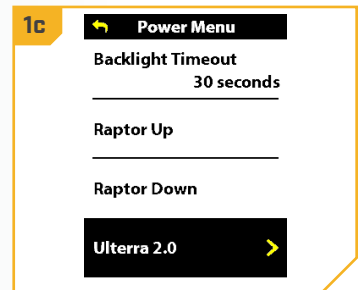 1c
Power Menu
Backlight Timeout
30 seconds
Raptor Up
Raptor Down
Ulterra 2.0